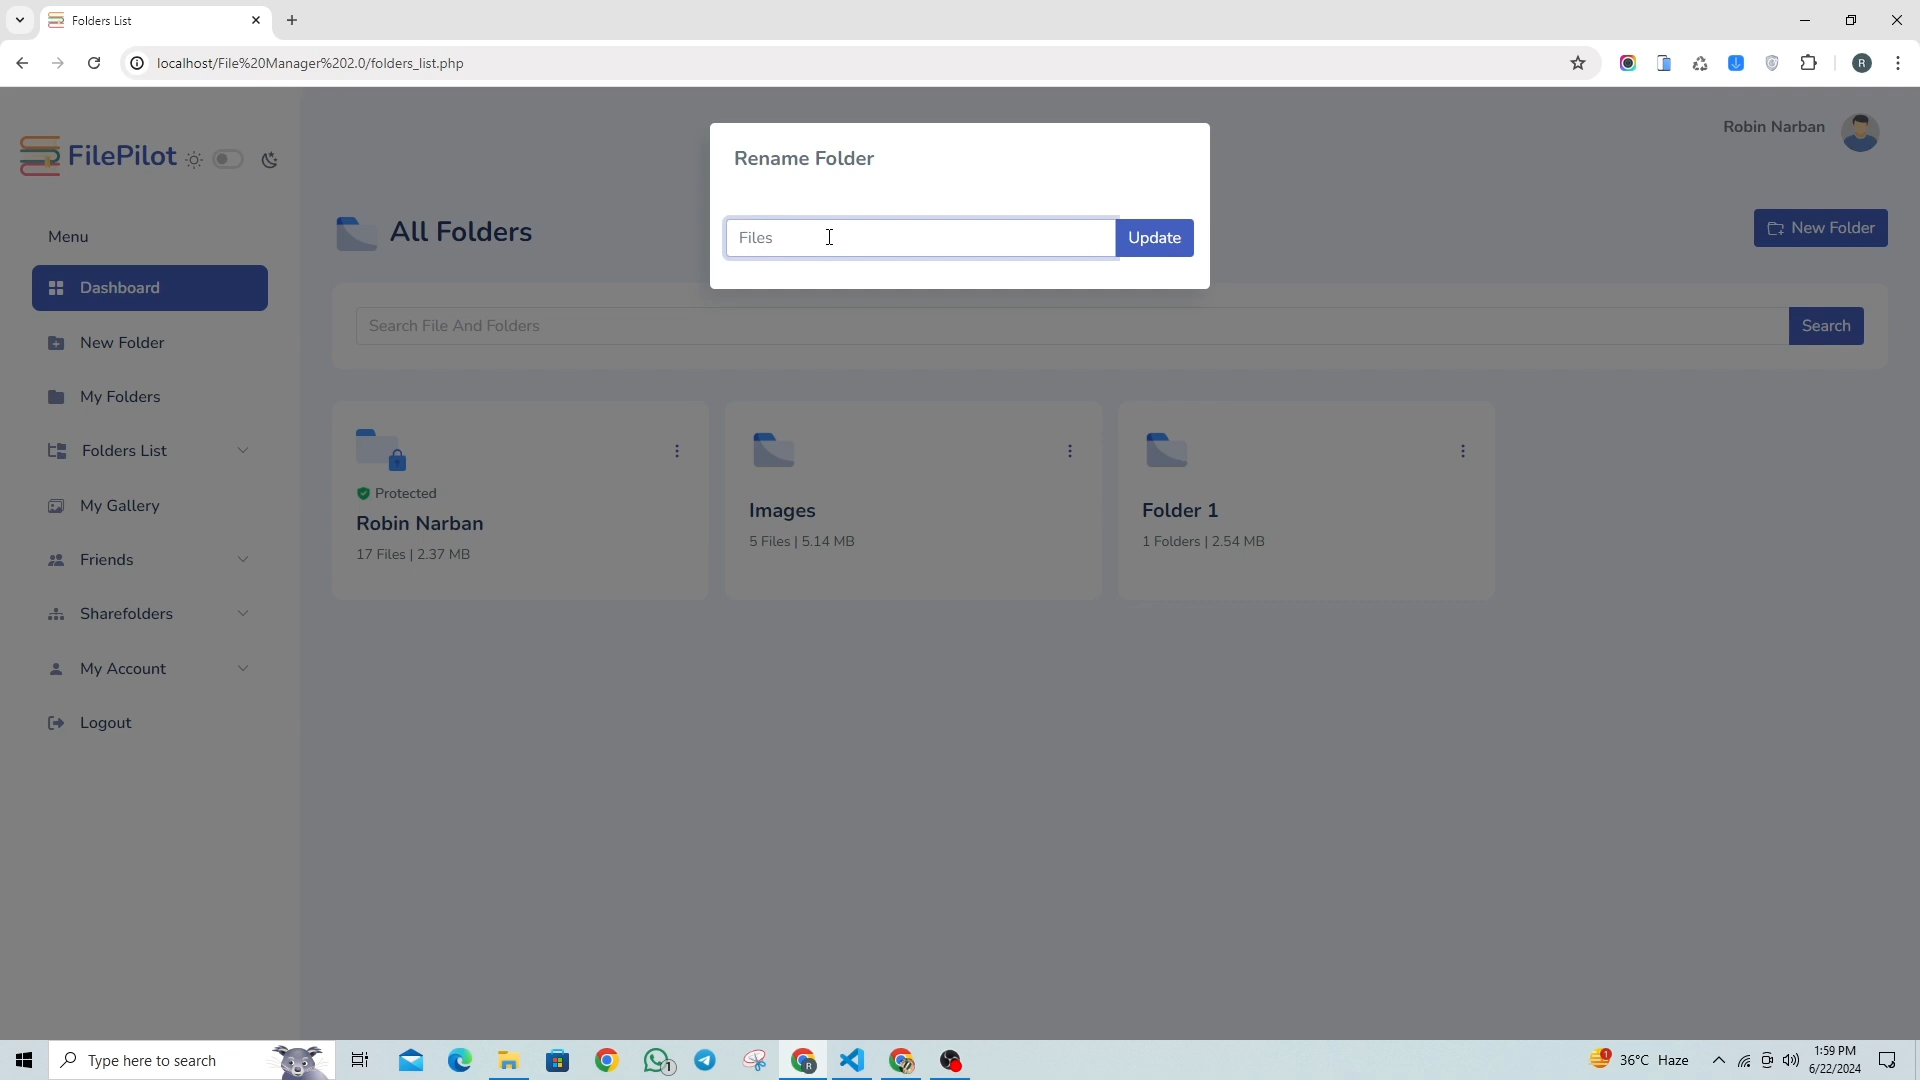 Folders List
localhost/File%20Manager%202.0/folders_list.php
R
FilePilot
Robin Narban
Rename Folder
Files
Update
Menu
All Folders
New Folder
Dashboard
Search File And Folders
Search
New Folder
My Folders
Folders List
My Gallery
Friends
Sharefolders
My Account
Logout
Protected
Robin Narban
17 Files | 2.37 MB
Images
5 Files | 5.14 MB
Folder 1
1 Folders | 2.54 MB
Type here to search
1
R
1
36°C Haze
1:59 PM
6/22/2024